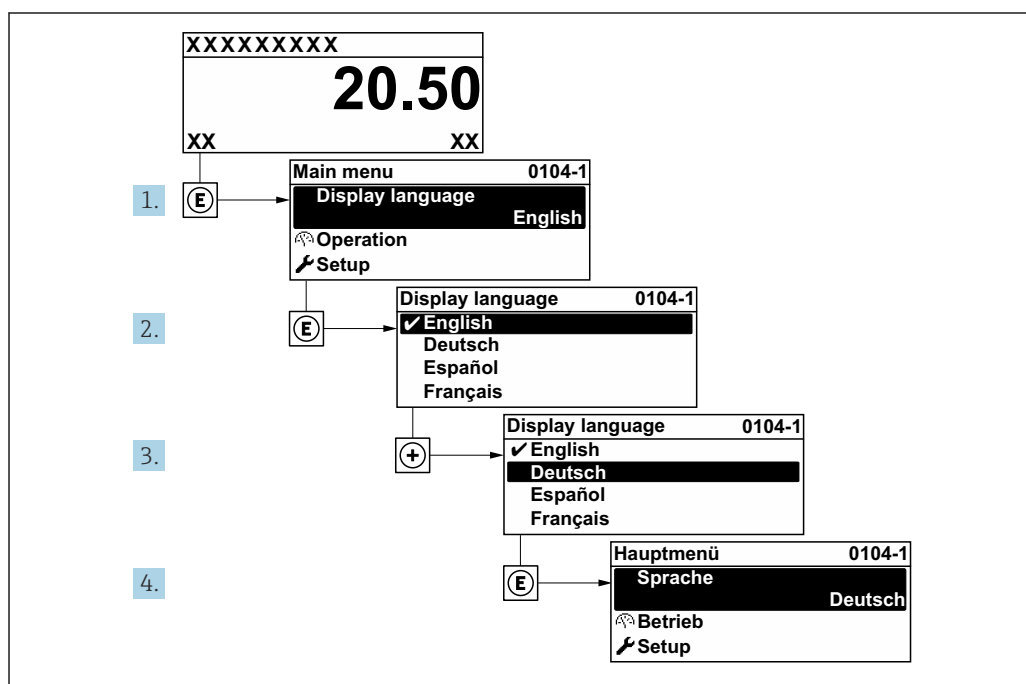 XXXXXXXXX
20.50
XX XX
1. E
Main menu 0104-1
Display language
English
Operation
Setup
2. E
Display language 0104-1
✔English
Deutsch
Español
Français
3. +
Display language 0104-1
✔English
Deutsch
Español
Français
4. E
Hauptmenü 0104-1
Sprache
Deutsch
Betrieb
Setup